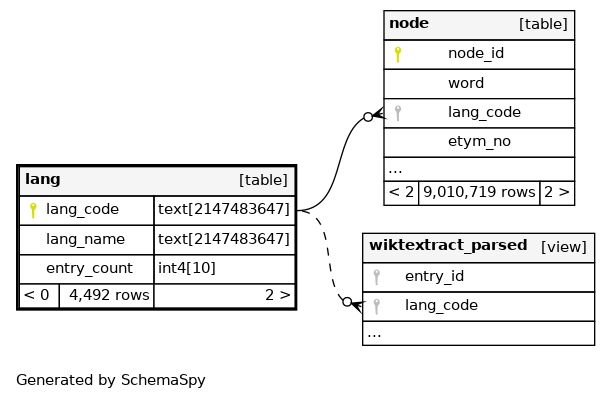 node [table]
node_id
word
lang_code
etym_no
...
< 2 9,010,719 rows 2 >
lang [table]
lang_code text[2147483647]
lang_name text[2147483647]
entry_count int4[10]
< 0 4,492 rows 2 >
wiktextract_parsed [view]
entry_id
lang_code
...
Generated by SchemaSpy